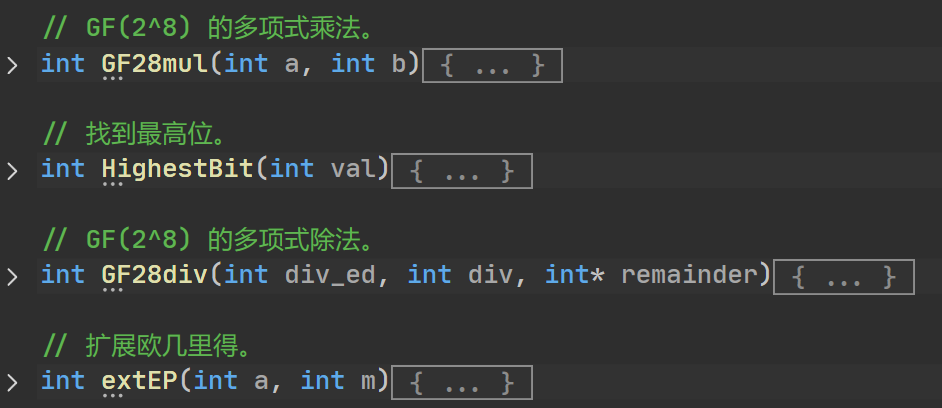 // GF(2^8) 的多项式乘法。
int GF28mul(int a, int b){ ... }
// 找到最高位。
int HighestBit(int val){ ... }
// GF(2^8) 的多项式除法。
int GF28div(int div_ed, int div, int* remainder){ ... }
// 扩展欧几里得。
int extEP(int a, int m){ ... }